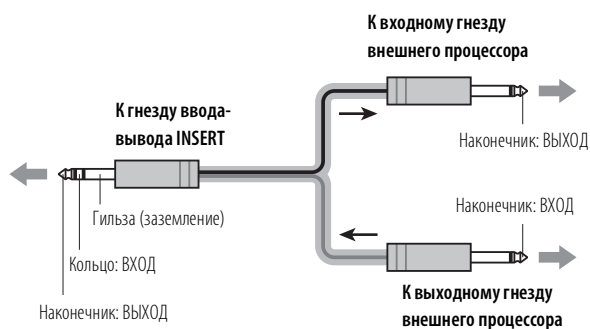 К входному гнезду
внешнего процессора
К гнезду ввода-
вывода INSERT
Наконечник: ВЫХОД
Гильза (заземление)
Наконечник: ВХОД
Кольцо: ВХОД
Наконечник: ВЫХОД
К выходному гнезду
внешнего процессора